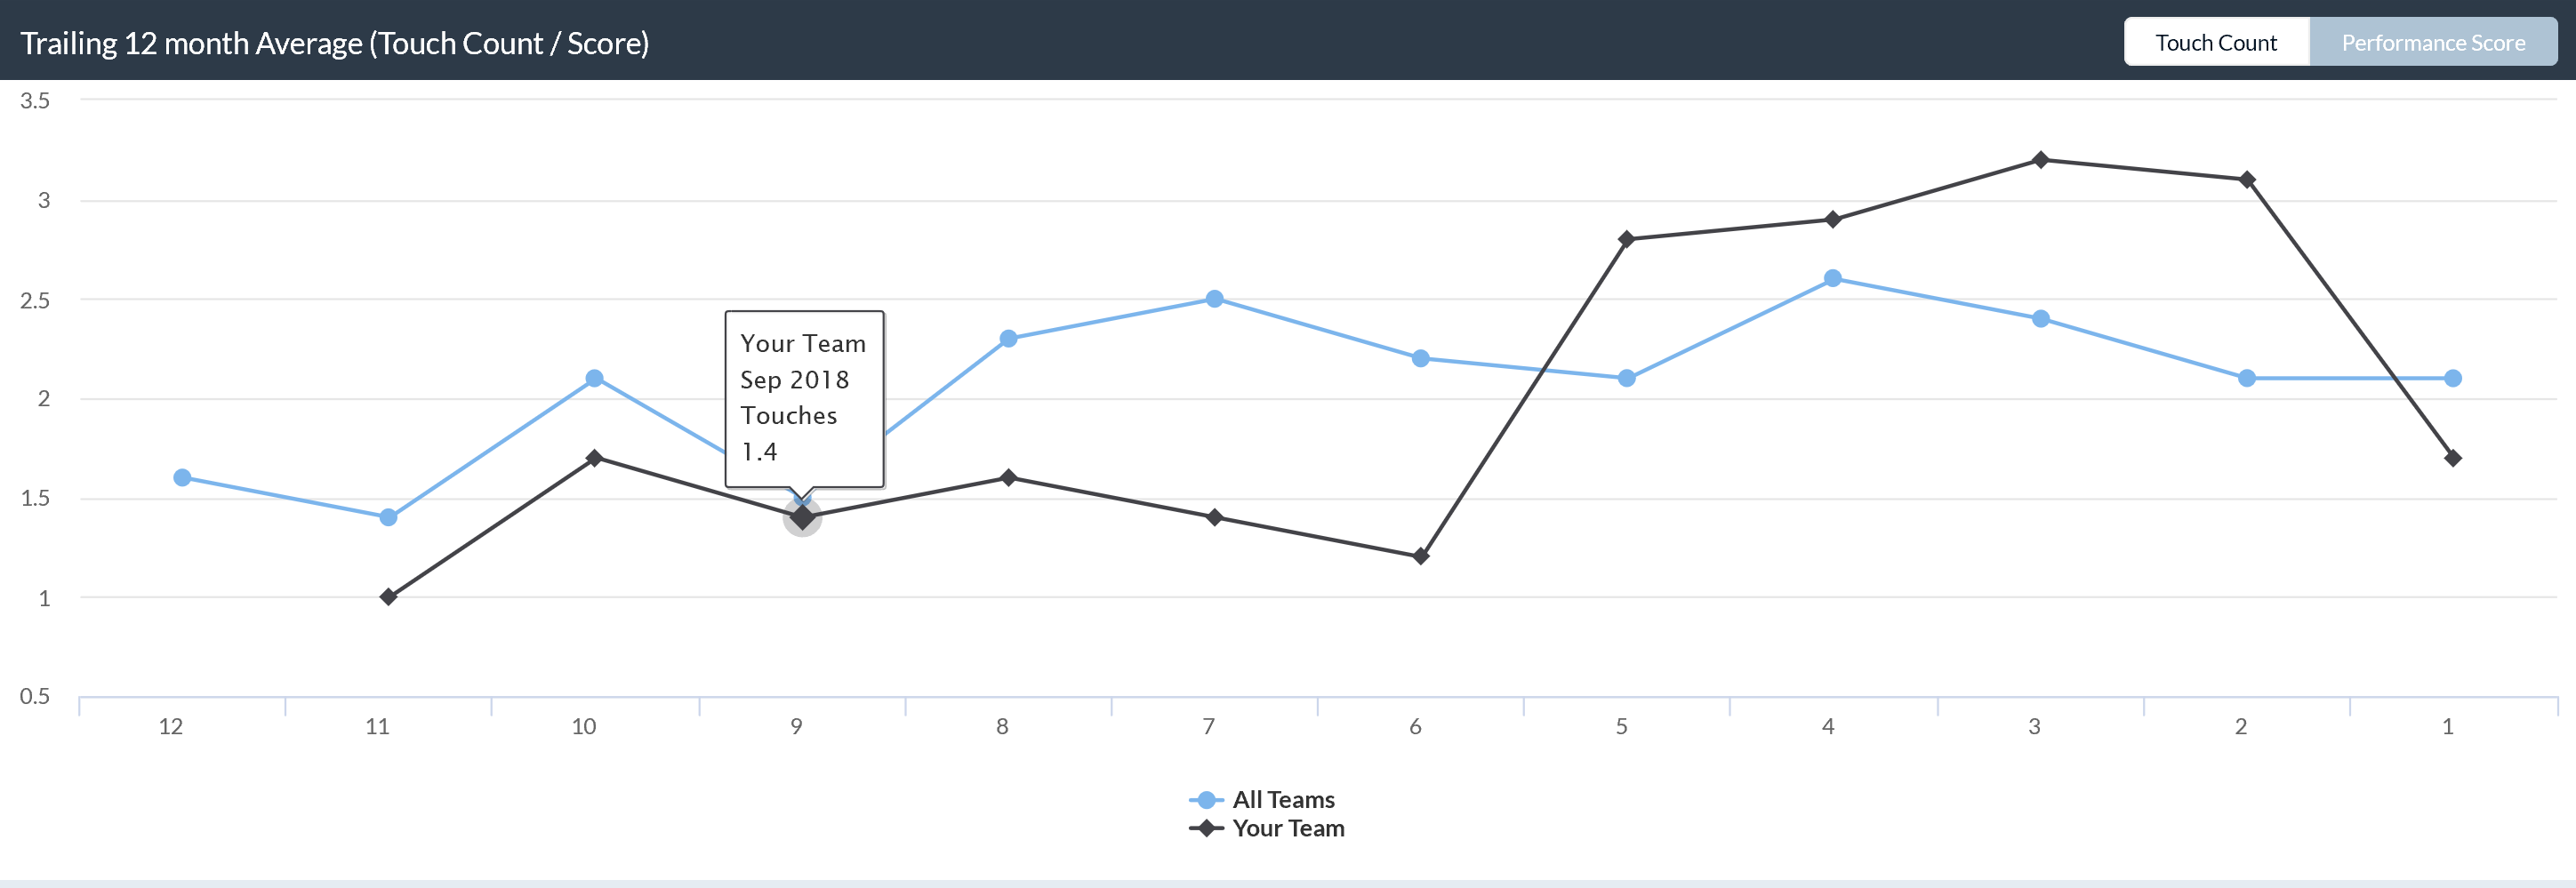 Trailing 12 month Average (Touch Count / Score)
Touch Count
Performance Score
3.5
3
2.5
2
1.5
1
0.5
Your Team
Sep 2018
Touches
1.4
12
11
10
9
8
7
6
5
4
3
2
1
All Teams
Your Team